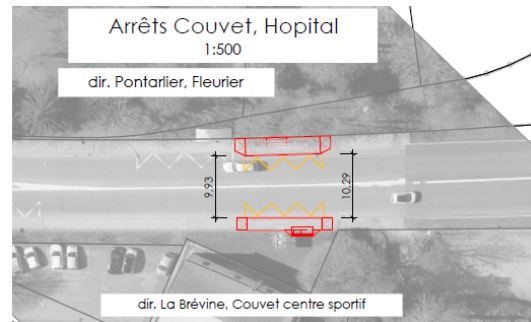 Arrêts Couvet, Hopital
1:500
dir. Pontarlier, Fleurier
9,93
10,29
dir. La Brévine, Couvet centre sportif